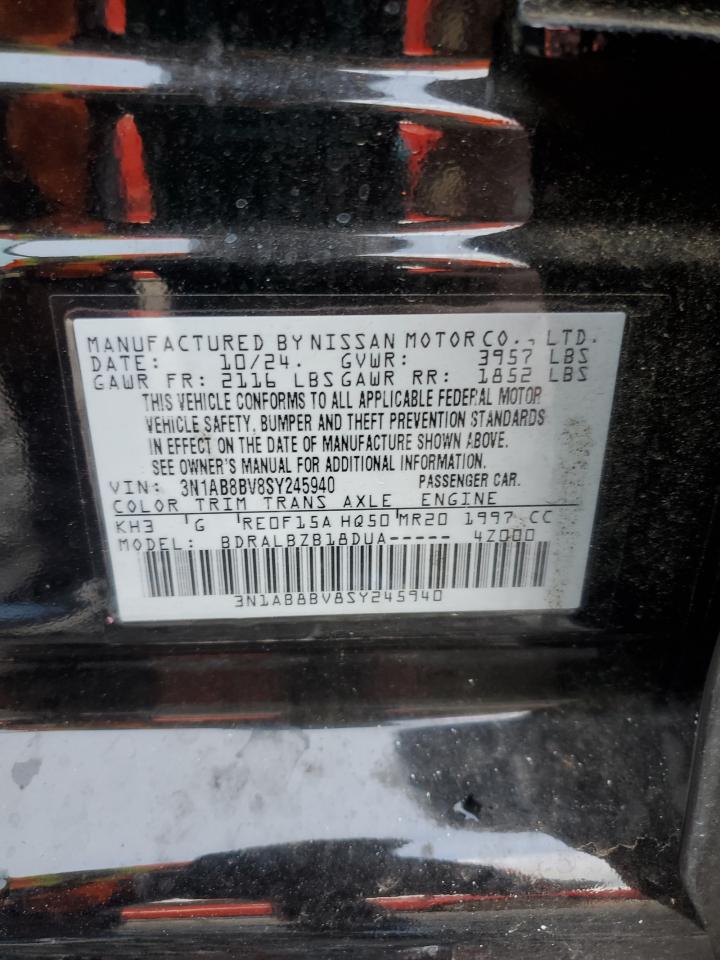 MANUFACTURED BY NISSAN MOTOR CO., LTD.
DATE: 10/24. GVWR: 3957 LBS
GAWR FR: 2116 LBS GAWR RR: 1852 LBS
THIS VEHICLE CONFORMS TO ALL APPLICABLE FEDERAL MOTOR
VEHICLE SAFETY, BUMPER AND THEFT PREVENTION STANDARDS
IN EFFECT ON THE DATE OF MANUFACTURE SHOWN ABOVE.
SEE OWNER'S MANUAL FOR ADDITIONAL INFORMATION.
VIN: 3N1AB8BV8SY245940 PASSENGER CAR.
COLOR TRIM TRANS AXLE ENGINE
KH3 G RE0F15A HQ50 MR20 1997 CC
MODEL: BDRALBZB18DUA----- 4Z000
3N1AB8BV8SY245940